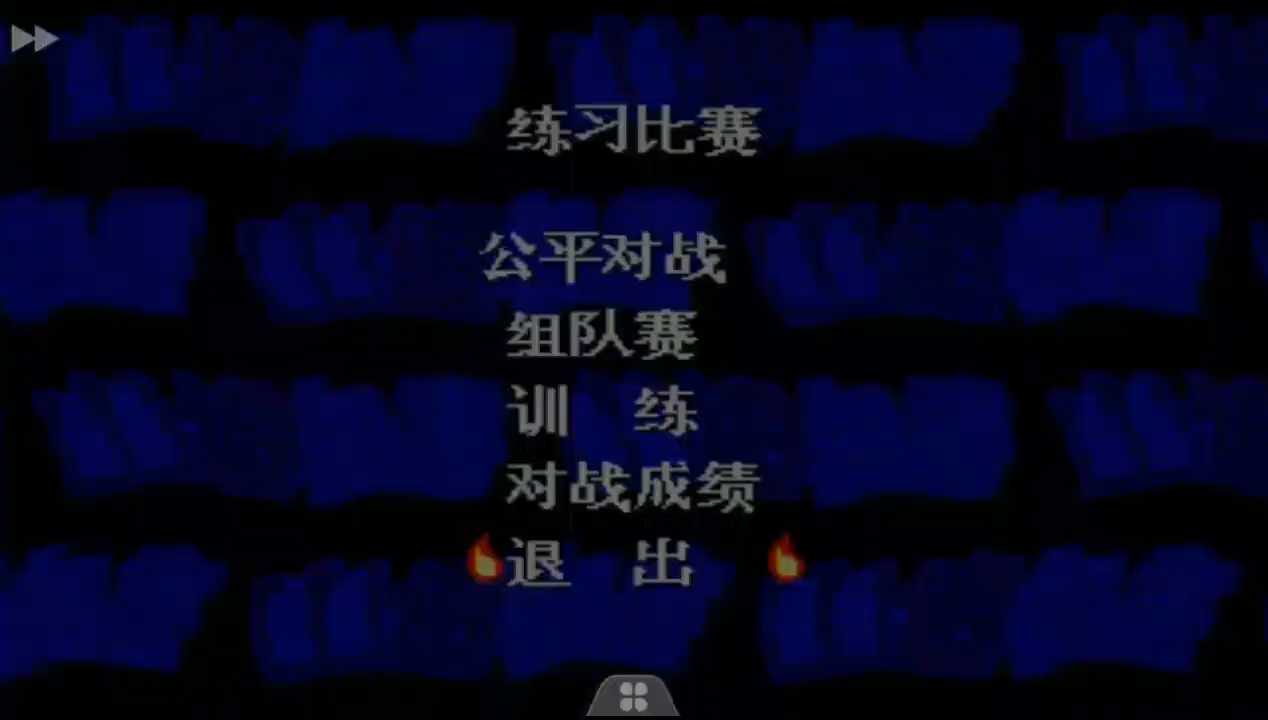 练习比赛
公平对战
组队赛
训 练
对战成绩
退 出